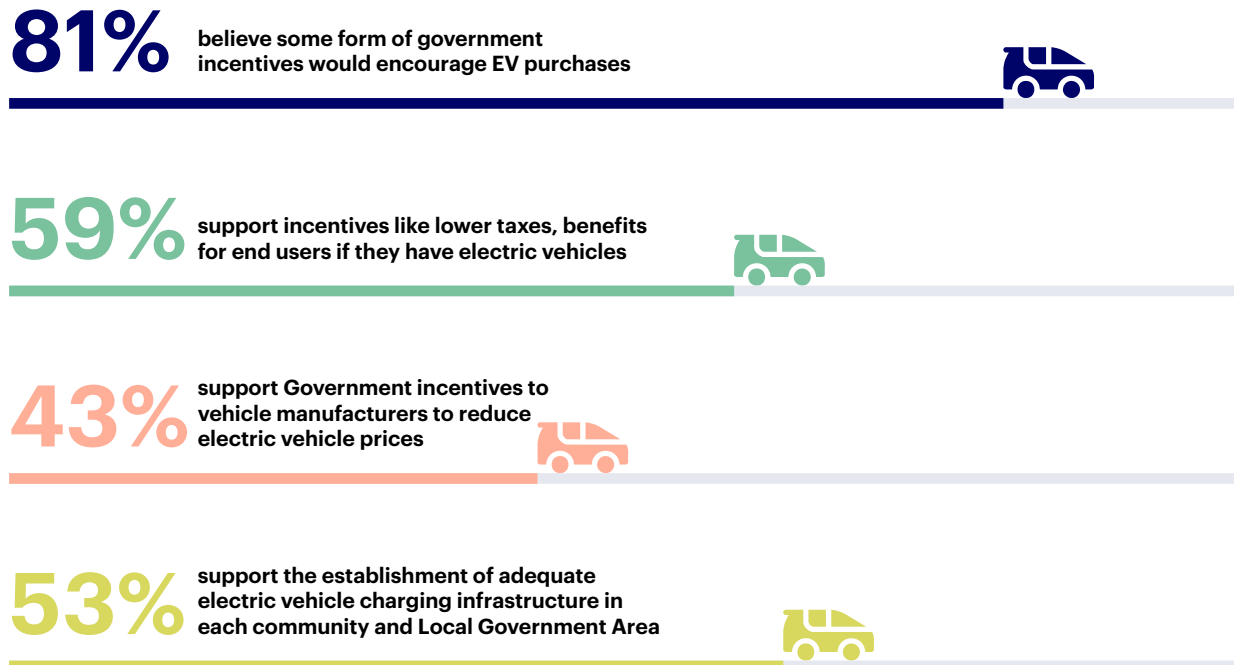 81%
believe some form of government
incentives would encourage EV purchases
59%
support incentives like lower taxes, benefits
for end users if they have electric vehicles
43%
support Government incentives to
vehicle manufacturers to reduce
electric vehicle prices
53%
support the establishment of adequate
electric vehicle charging infrastructure in
each community and Local Government Area